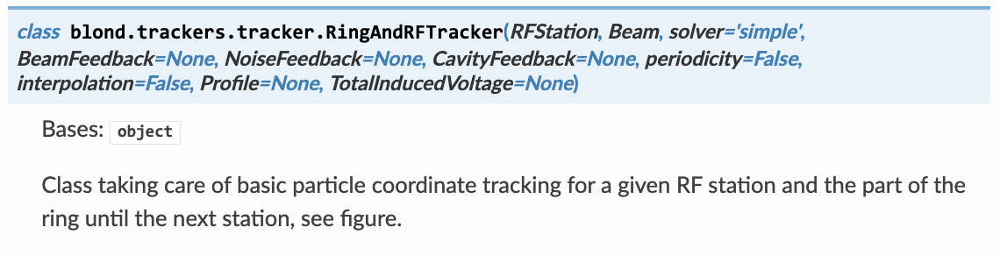 class blond.trackers.tracker.RingAndRFTracker(RFStation, Beam, solver='simple',
BeamFeedback=None, NoiseFeedback=None, CavityFeedback=None, periodicity=False,
interpolation=False, Profile=None, TotalInducedVoltage=None)
Bases: object
Class taking care of basic particle coordinate tracking for a given RF station and the part of the
ring until the next station, see figure.